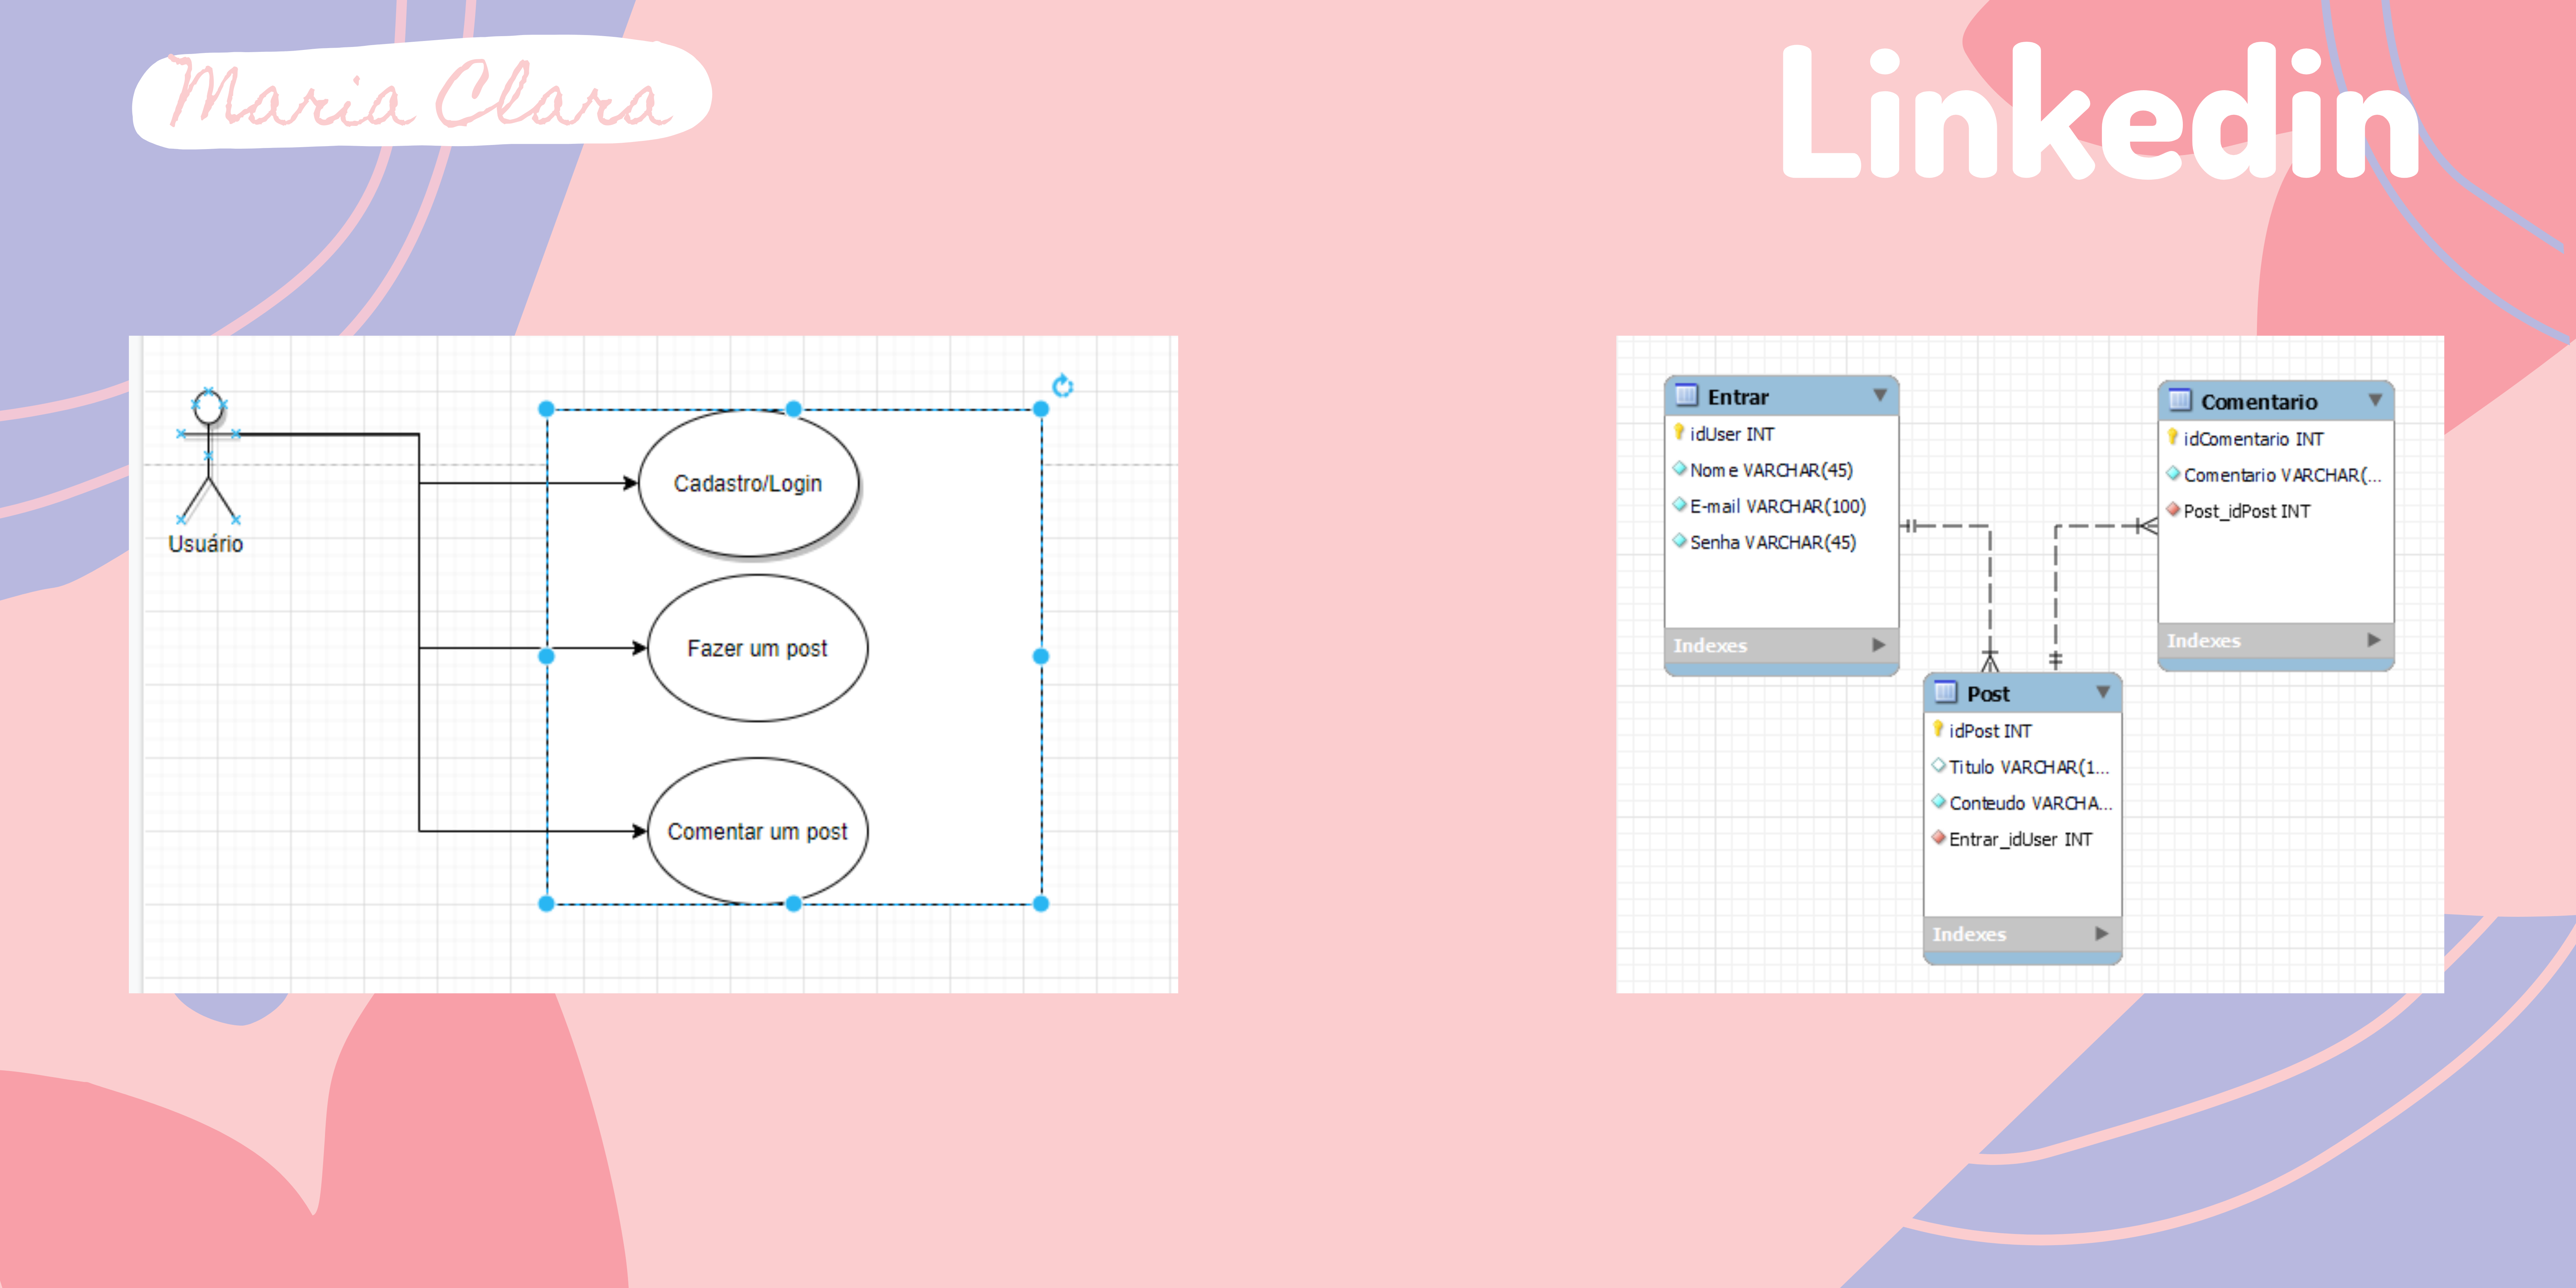 Maria Clara
Linkedin
Usuário
Cadastro/Login
Fazer um post
Comentar um post
Entrar
idUser INT
Nome VARCHAR(45)
E-mail VARCHAR(100)
Senha VARCHAR(45)
Indexes
Comentario
idComentario INT
Comentario VARCHAR(...
Post_idPost INT
Indexes
Post
idPost INT
Titulo VARCHAR(1...
Conteudo VARCHA...
Entrar_idUser INT
Indexes